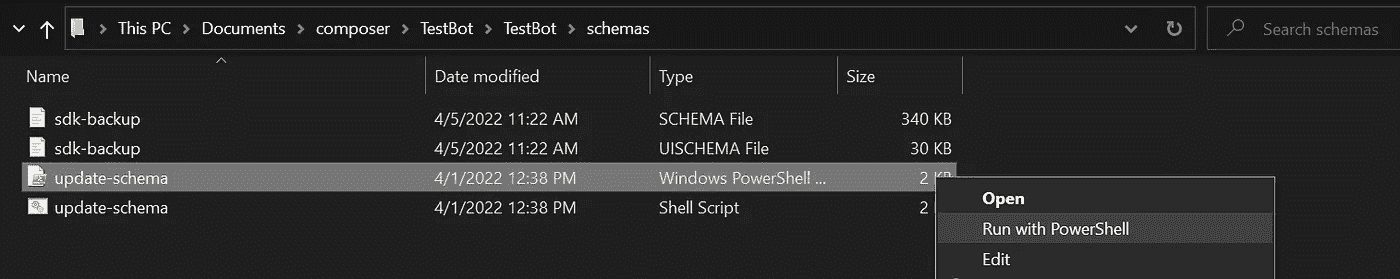 This PC > Documents > composer > TestBot > TestBot > schemas Search schemas
Name Date modified Type Size
sdk-backup 4/5/2022 11:22 AM SCHEMA File 340 KB
sdk-backup 4/5/2022 11:22 AM UISCHEMA File 30 KB
update-schema 4/1/2022 12:38 PM Windows PowerShell ... 2 KB
update-schema 4/1/2022 12:38 PM Shell Script 2
Open
Run with PowerShell
Edit